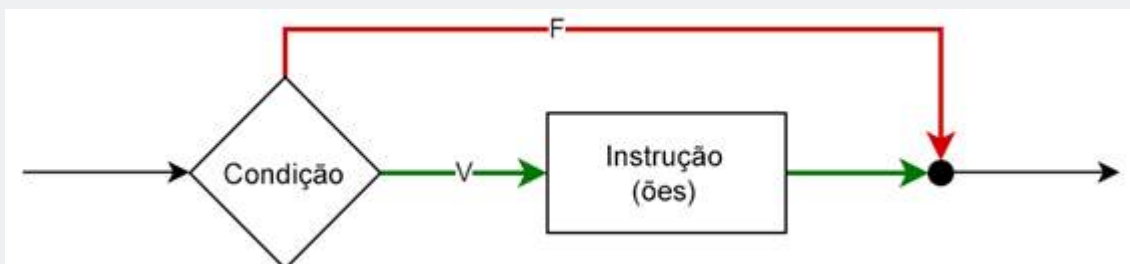 F
Condição
V
Instrução
(ões)